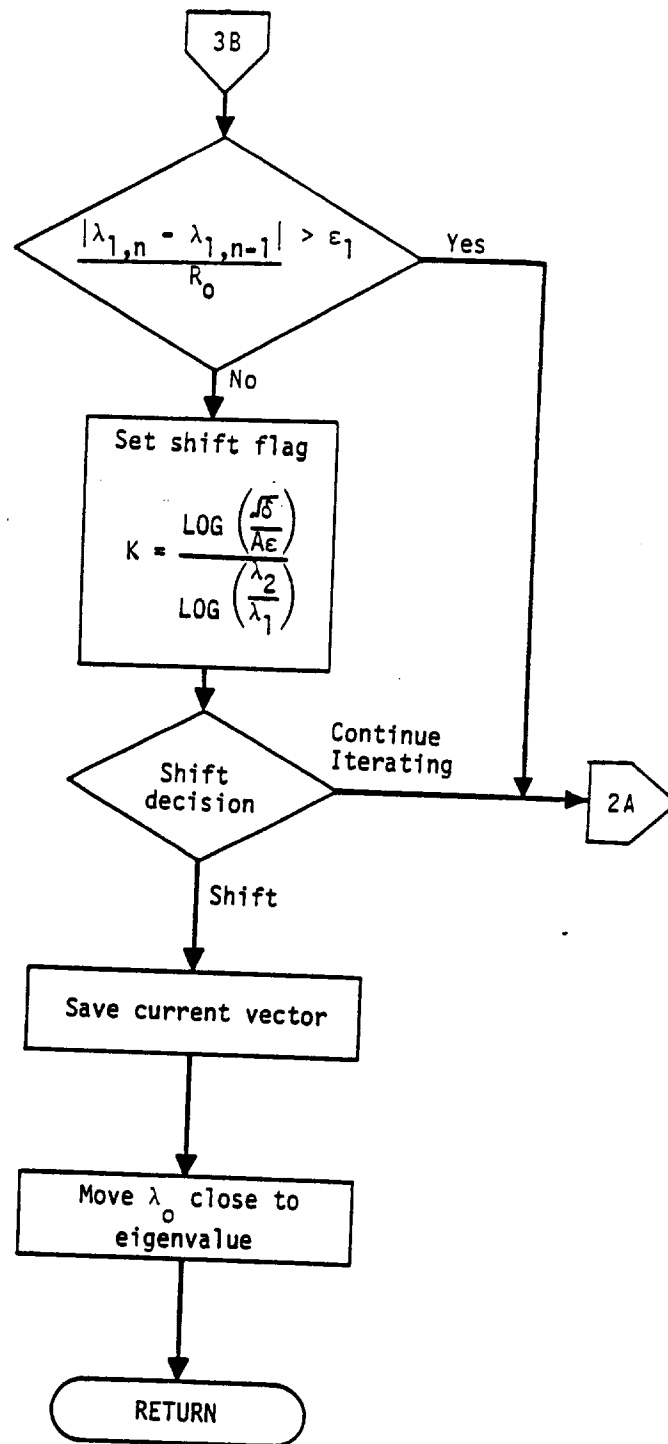 3B
|λ1,n - λ1,n-1| > ε1
R0
Yes
No
Set shift flag
K = LOG (√δ/Aε)
LOG (λ2/λ1)
Shift
decision
Continue
Iterating
2A
Shift
Save current vector
Move λo close to
eigenvalue
RETURN